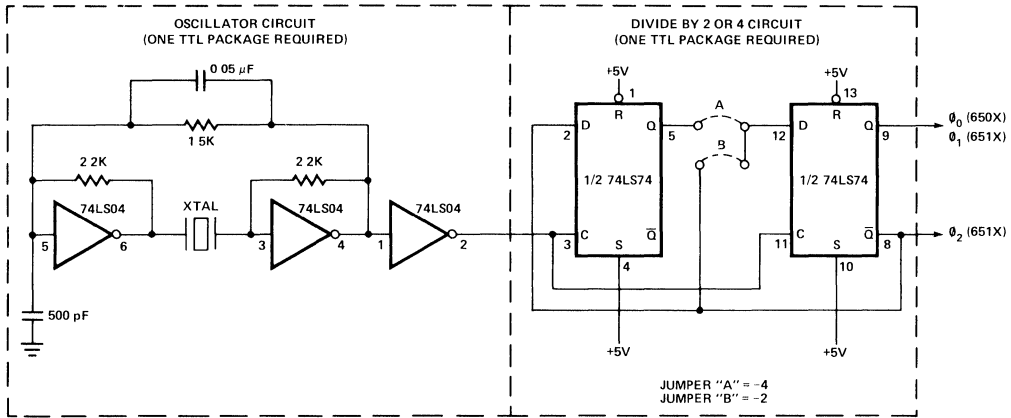 OSCILLATOR CIRCUIT
(ONE TTL PACKAGE REQUIRED)
0 05 µF
1 5K
2 2K
2 2K
74LS04
XTAL
74LS04
74LS04
5
6
3
4
1
2
500 pF
DIVIDE BY 2 OR 4 CIRCUIT
(ONE TTL PACKAGE REQUIRED)
+5V
+5V
1
13
R
R
2
D
Q
5
A
12
D
Q
9
ø0 (650X)
ø1 (651X)
B
1/2 74LS74
1/2 74LS74
3
C
S
Q̅
11
C
S
Q̅
8
ø2 (651X)
4
10
+5V
+5V
JUMPER "A" = −4
JUMPER "B" = −2